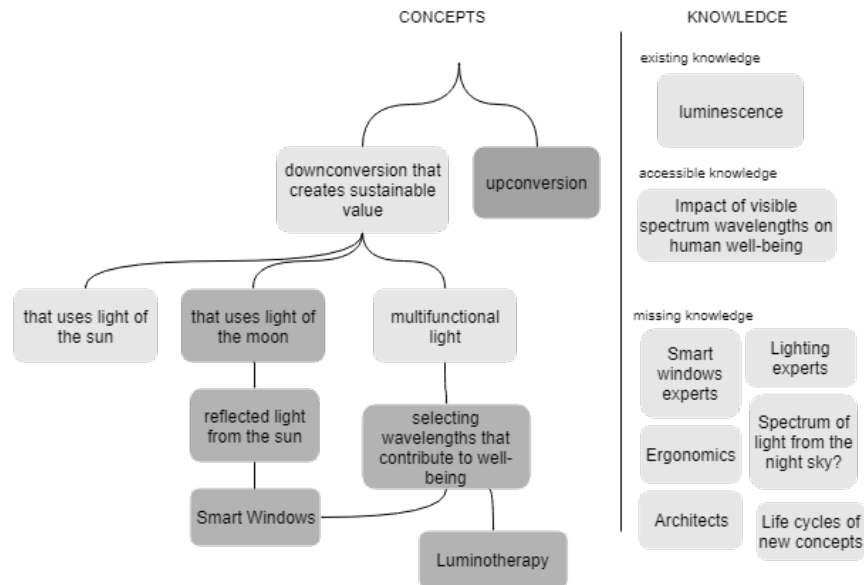 CONCEPTS
KNOWLEDGE
existing knowledge
luminescence
downconversion that
creates sustainable
value
upconversion
accessible knowledge
Impact of visible
spectrum wavelengths on
human well-being
that uses light of
the sun
that uses light of
the moon
multifunctional
light
missing knowledge
Smart
windows
experts
Lighting
experts
reflected light
from the sun
selecting
wavelengths that
contribute to well-
being
Ergonomics
Spectrum of
light from the
night sky?
Smart Windows
Luminotherapy
Architects
Life cycles of
new concepts